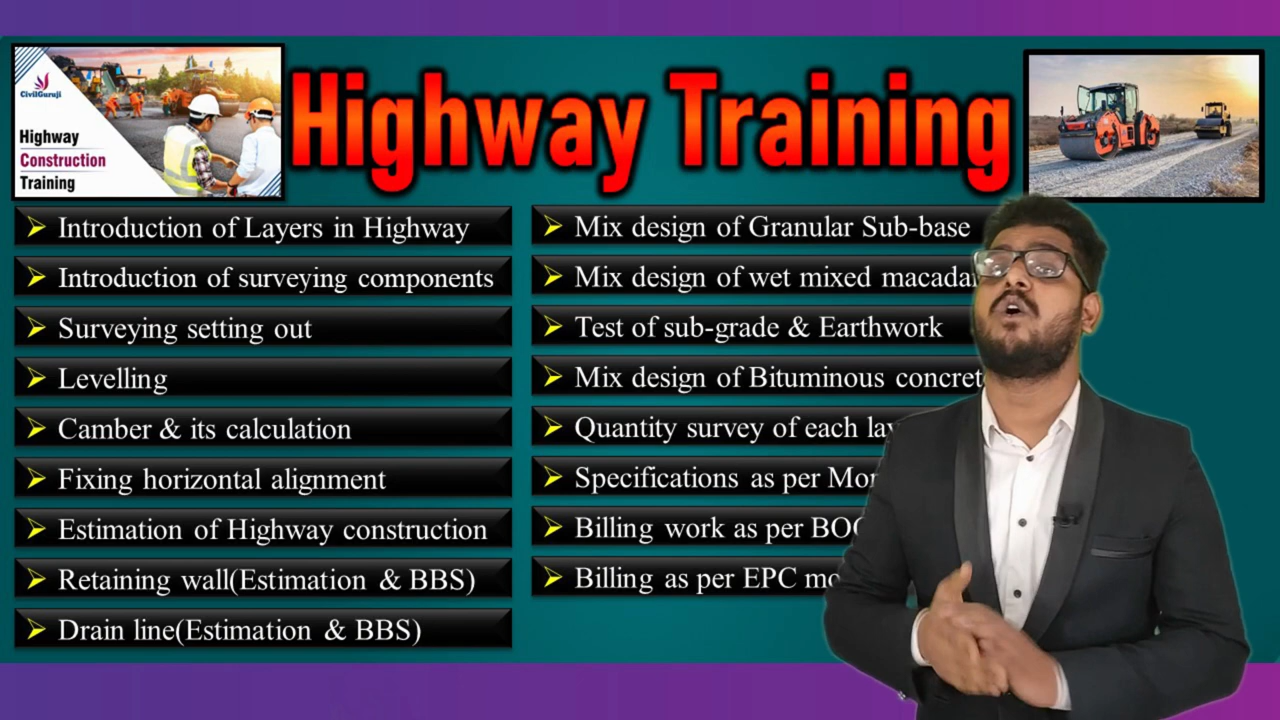 CivilGuruji
Highway
Construction
Training
Highway Training
Introduction of Layers in Highway
Introduction of surveying components
Surveying setting out
Levelling
Camber & its calculation
Fixing horizontal alignment
Estimation of Highway construction
Retaining wall(Estimation & BBS)
Drain line(Estimation & BBS)
Mix design of Granular Sub-base
Mix design of wet mixed
Test of sub-grade & Earthwork
Mix design of Bituminous
Quantity survey of each
Specifications as per
Billing work as per
Billing as per EPC